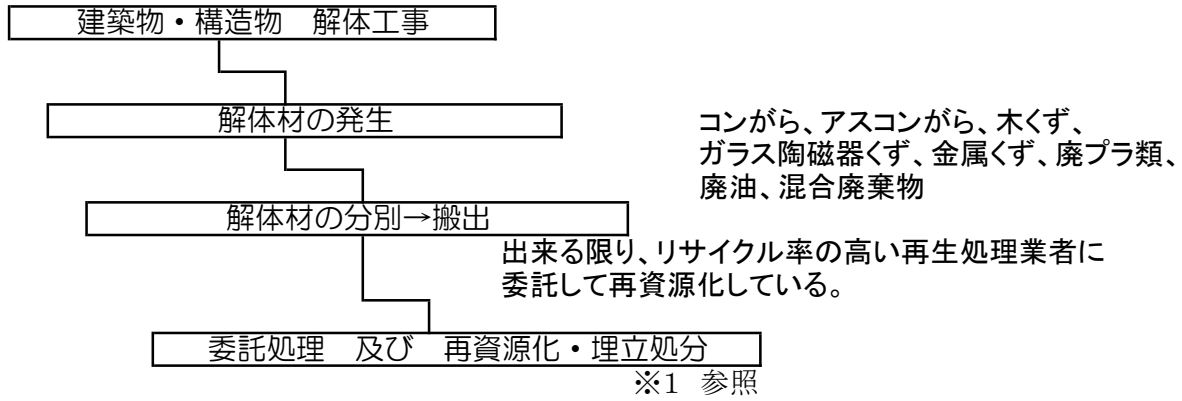 建築物・構造物　解体工事
解体材の発生
コンがら、アスコンがら、木くず、
ガラス陶磁器くず、金属くず、廃プラ類、
廃油、混合廃棄物
解体材の分別→搬出
出来る限り、リサイクル率の高い再生処理業者に
委託して再資源化している。
委託処理　及び　再資源化・埋立処分
※1　参照